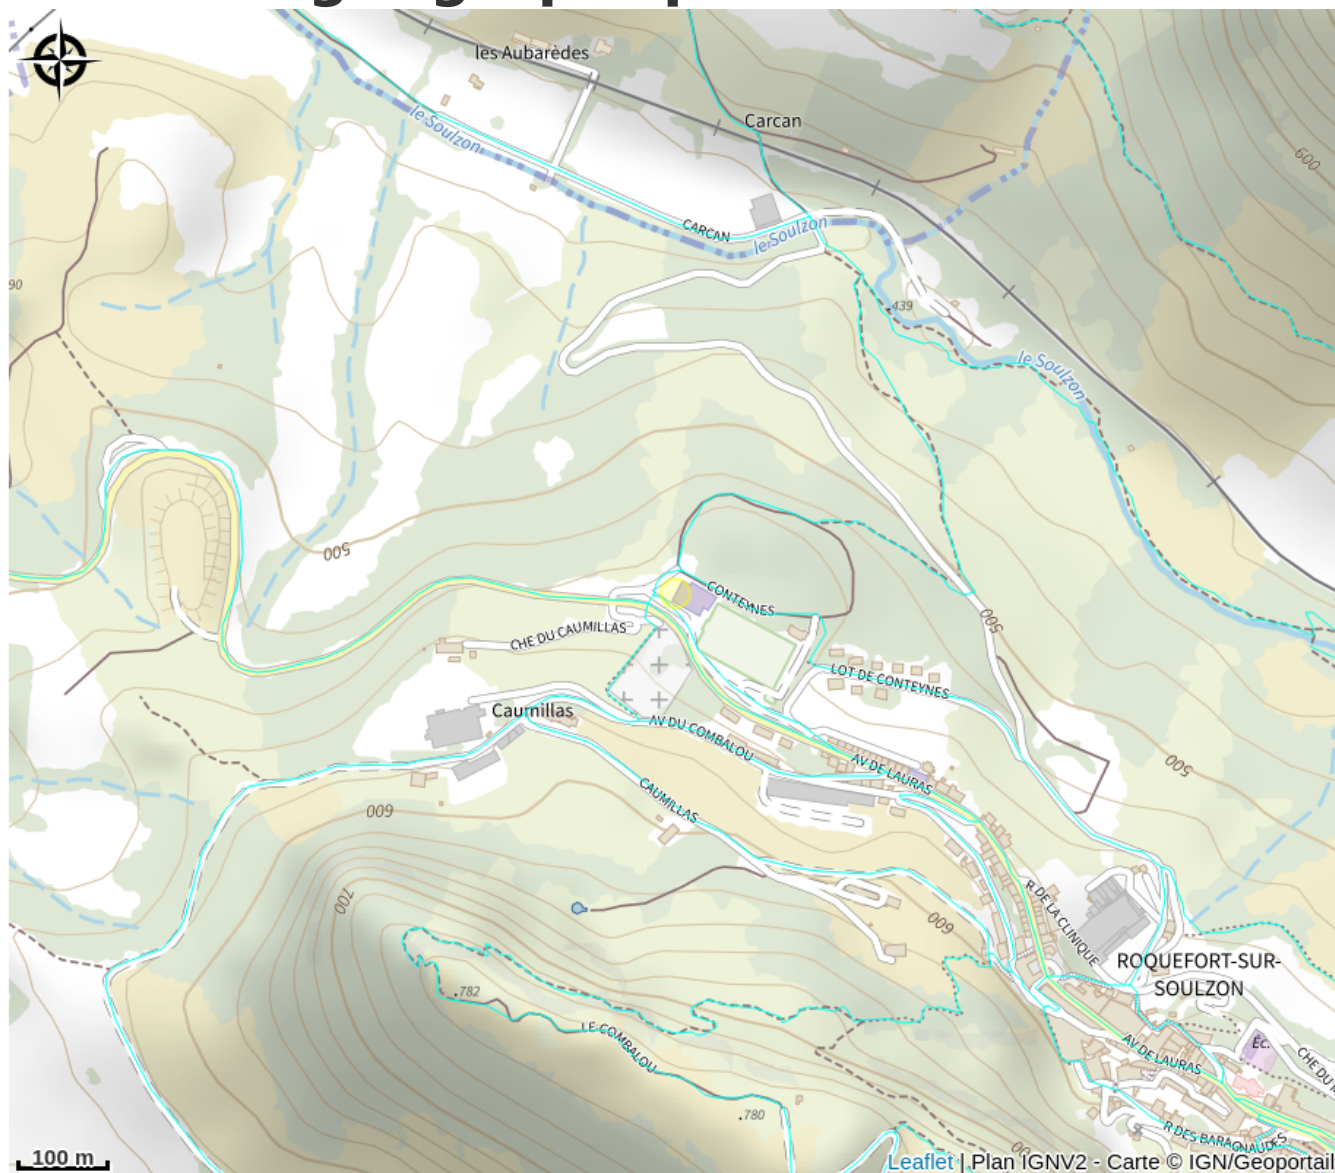 les Aubarèdes
Carcan
le Soulzon
600
CARCAN
le Soulzon
90
439
le Soulzon
500
CONTEYNES
500
CHE DU CAUMILLAS
LOT DE CONTEYNES
Caumillas
AV DU COMBALOU
500
AV DE LAURAS
CAUMILLAS
600
700
R DE LA CLINIQUE
600
ROQUEFORT-SUR-
SOULZON
.782
LE COMBALOU
ÉC.
AV DE LAURAS
.780
R DES BARAGNAUDES
100 m
Leaflet | Plan IGNV2 - Carte © IGN/Geoportail